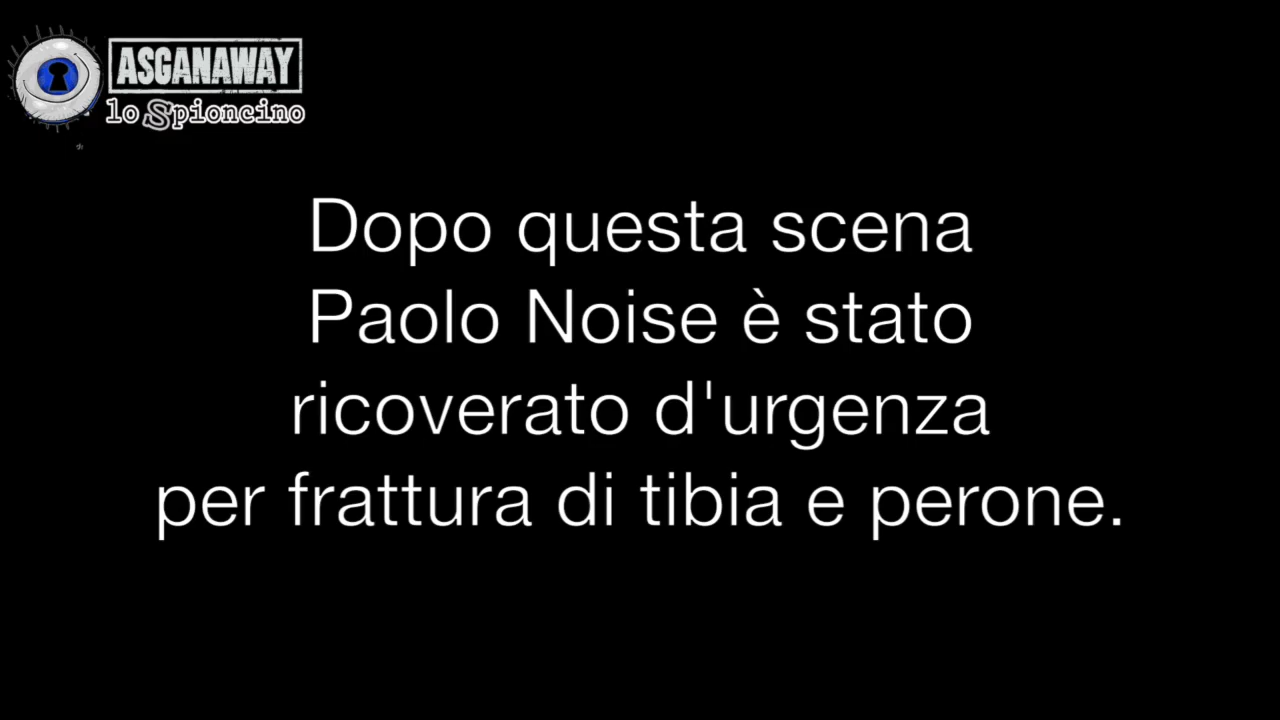 ASGANAWAY
lo Spioncino
Dopo questa scena
Paolo Noise è stato
ricoverato d'urgenza
per frattura di tibia e perone.